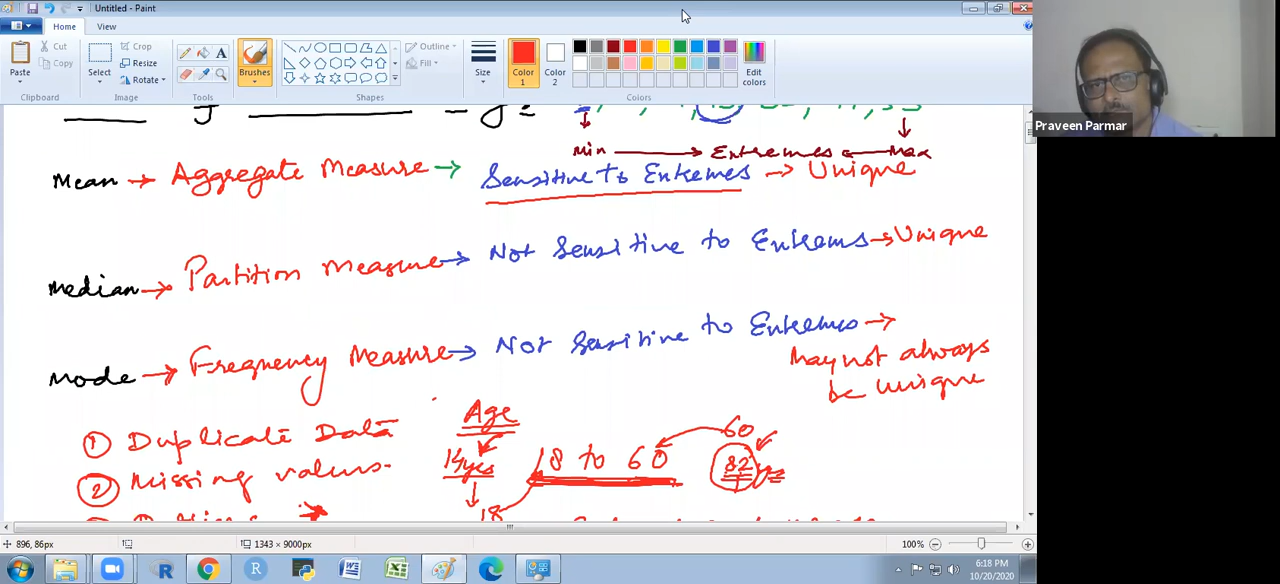 Untitled - Paint
Home View
Paste
Cut
Copy
Clipboard
Select
Crop
Resize
Rotate
Image
Tools
Brushes
Shapes
Outline
Fill
Size
Color 1
Color 2
Edit colors
Colors
Praveen Parmar
Min → Extremes ← Max
Mean → Aggregate Measure → Sensitive to Extremes → Unique
Median → Partition Measure → Not Sensitive to Extrems → Unique
Mode → Frequency Measure → Not Sensitive to Extremes →
May not always
be Unique
① Duplicate Data
Age
60
② Missing values
14yrs
18 to 60
82
18
896, 86px
1343 × 9000px
100%
6:18 PM
10/20/2020